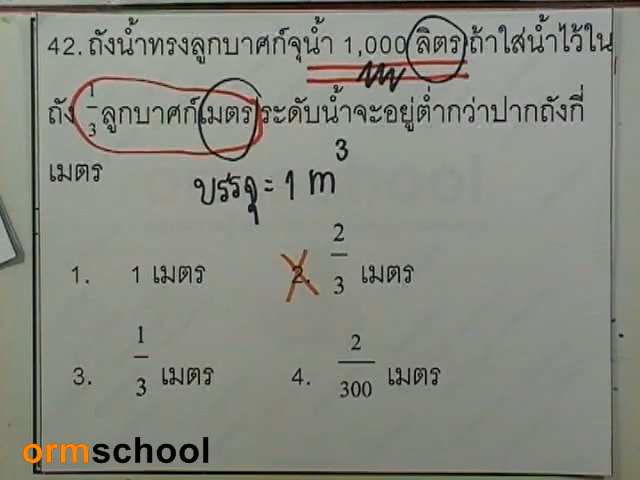 42. ถังน้ำทรงลูกบาศก์จุน้ำ 1,000 ลิตร ถ้าใส่น้ำไว้ใน
ถัง 1/3 ลูกบาศก์เมตร ระดับน้ำจะอยู่ต่ำกว่าปากถังกี่
เมตร
บรรจุ = 1 m³
1. 1 เมตร 2. 2/3 เมตร
3. 1/3 เมตร 4. 2/300 เมตร
ormschool